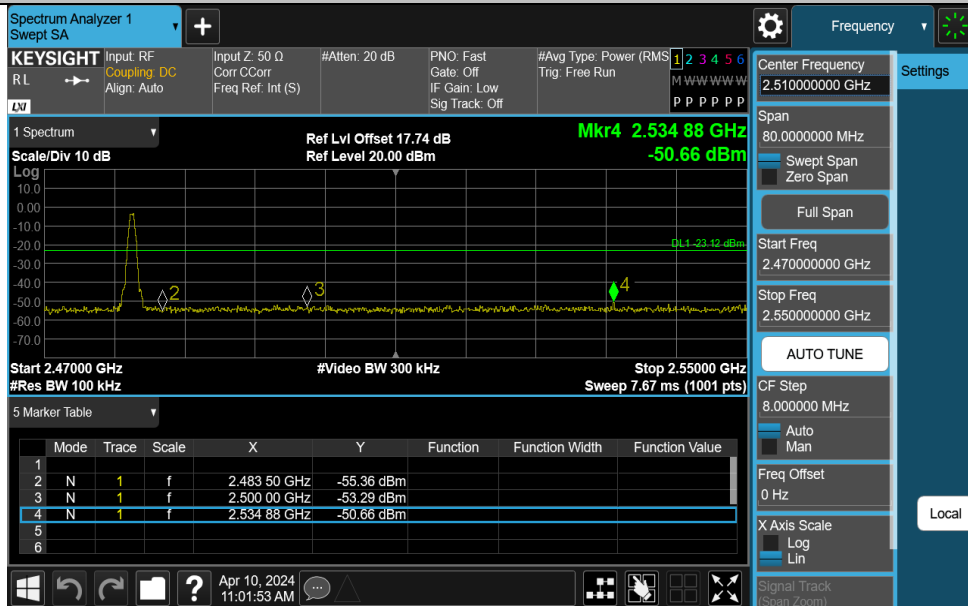 Spectrum Analyzer 1
Swept SA
+
Frequency
KEYSIGHT
RL
LXI
Input: RF
Coupling: DC
Align: Auto
Input Z: 50 Ω
Corr CCorr
Freq Ref: Int (S)
#Atten: 20 dB
PNO: Fast
Gate: Off
IF Gain: Low
Sig Track: Off
#Avg Type: Power (RMS
Trig: Free Run
1 2 3 4 5 6
M W W W W W
P P P P P P
1 Spectrum
Scale/Div 10 dB
Ref Lvl Offset 17.74 dB
Ref Level 20.00 dBm
Mkr4 2.534 88 GHz
-50.66 dBm
Log
10.0
0.00
-10.0
-20.0
-30.0
-40.0
-50.0
-60.0
-70.0
DL1 -23.12 dBm
2
3
4
Start 2.47000 GHz
#Video BW 300 kHz
Stop 2.55000 GHz
#Res BW 100 kHz
Sweep 7.67 ms (1001 pts)
5 Marker Table
Mode Trace Scale X Y Function Function Width Function Value
1
2 N 1 f 2.483 50 GHz -55.36 dBm
3 N 1 f 2.500 00 GHz -53.29 dBm
4 N 1 f 2.534 88 GHz -50.66 dBm
5
6
?
Apr 10, 2024
11:01:53 AM
Center Frequency
2.510000000 GHz
Settings
Span
80.0000000 MHz
Swept Span
Zero Span
Full Span
Start Freq
2.470000000 GHz
Stop Freq
2.550000000 GHz
AUTO TUNE
CF Step
8.000000 MHz
Auto
Man
Freq Offset
0 Hz
Local
X Axis Scale
Log
Lin
Signal Track
(Span Zoom)